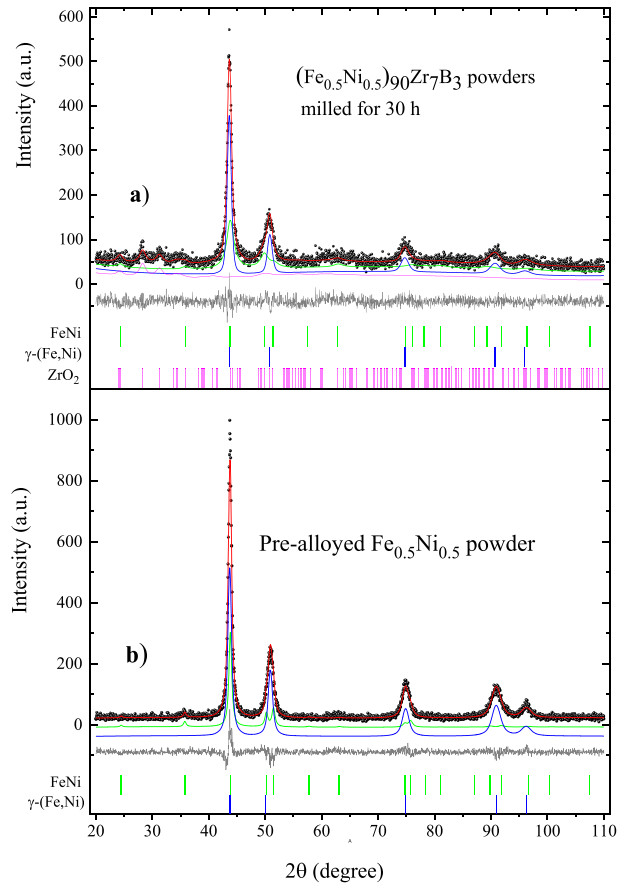 600
500
400
300
200
100
0
Intensity (a.u.)
(Fe0.5Ni0.5)90Zr7B3 powders
milled for 30 h
a)
FeNi
γ-(Fe,Ni)
ZrO2
1000
800
600
400
200
0
Intensity (a.u.)
Pre-alloyed Fe0.5Ni0.5 powder
b)
FeNi
γ-(Fe,Ni)
20 30 40 50 60 70 80 90 100 110
2θ (degree)